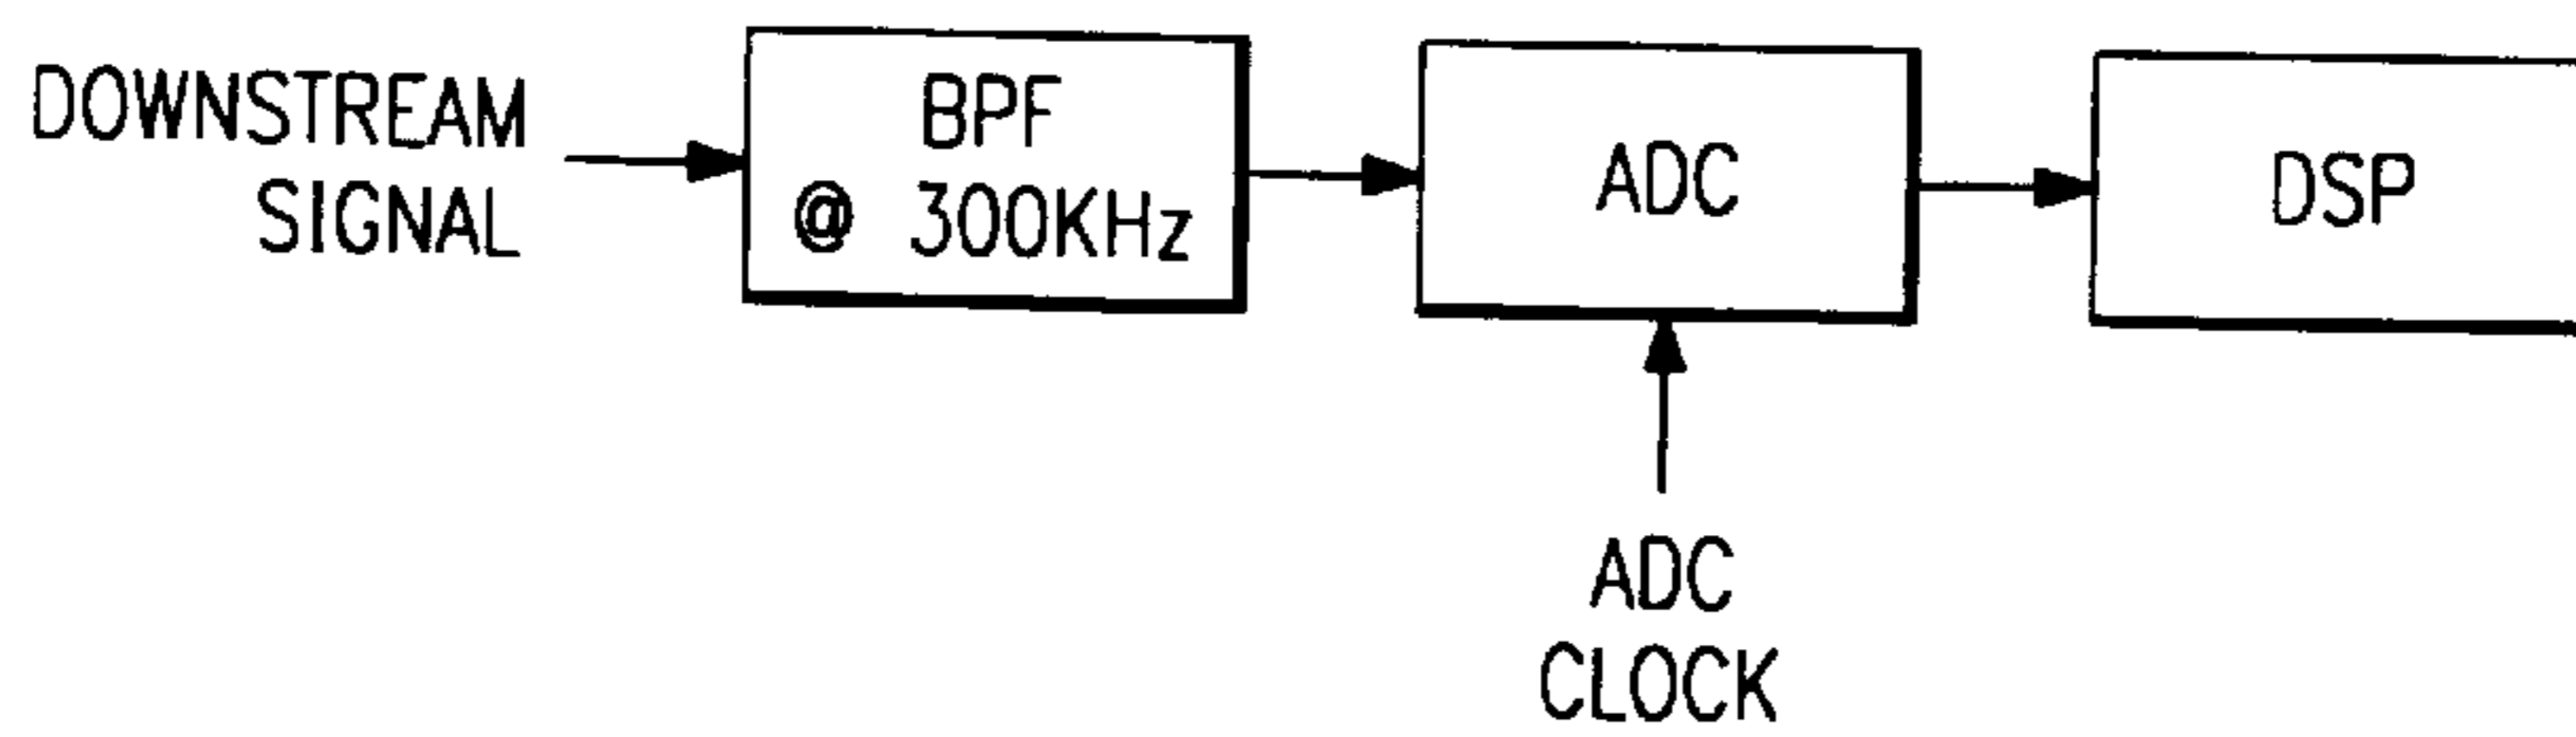 DOWNSTREAM
SIGNAL
BPF
@ 300KHz
ADC
DSP
ADC
CLOCK